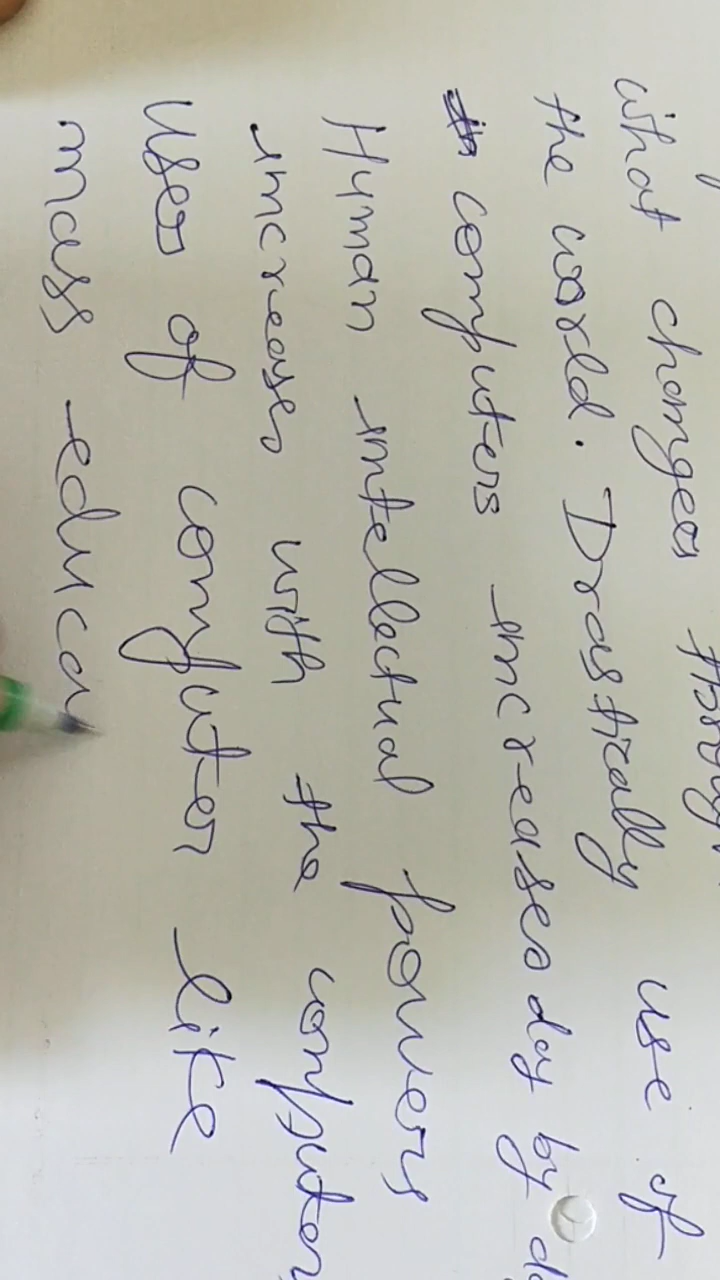 what changes
the world. Drastically use of
computers increases day by
Human intellectual powers
increases with the computer
Uses of computer like
mass educa